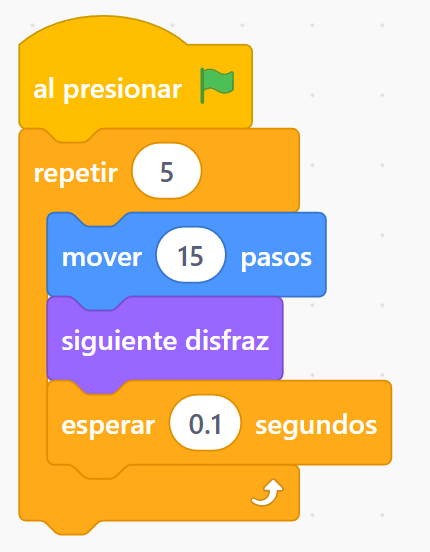 al presionar
repetir 5
mover 15 pasos
siguiente disfraz
esperar 0.1 segundos